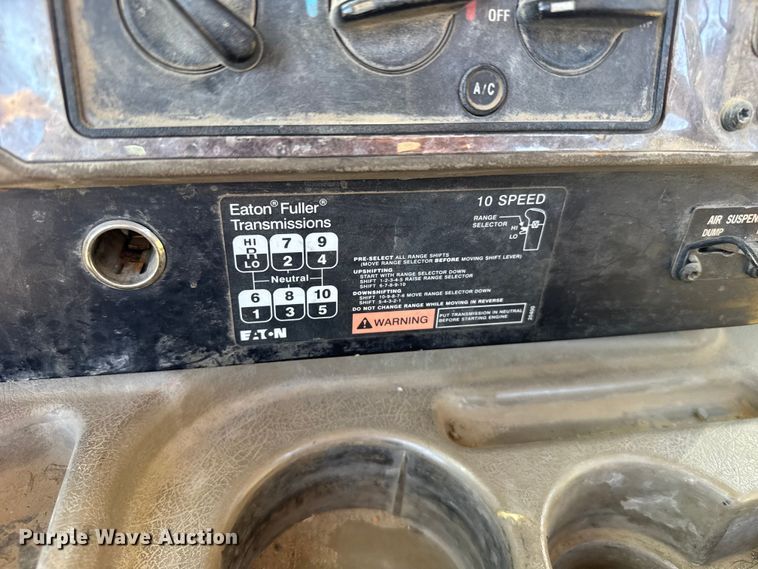 OFF
A/C
Eaton® Fuller®
Transmissions
10 SPEED
RANGE
SELECTOR
HI
LO
HI
R
LO
7
2
9
4
Neutral
6
1
8
3
10
5
PRE-SELECT ALL RANGE SHIFTS
(MOVE RANGE SELECTOR BEFORE MOVING SHIFT LEVER)
UPSHIFTING
START WITH RANGE SELECTOR DOWN
SHIFT 1-2-3-4-5 RAISE RANGE SELECTOR
SHIFT 6-7-8-9-10
DOWNSHIFTING
SHIFT 10-9-8-7-6 MOVE RANGE SELECTOR DOWN
SHIFT 5-4-3-2-1
DO NOT CHANGE RANGE WHILE MOVING IN REVERSE
WARNING
PUT TRANSMISSION IN NEUTRAL
BEFORE STARTING ENGINE
EATON
AIR SUSPEN
DUMP
Purple Wave Auction